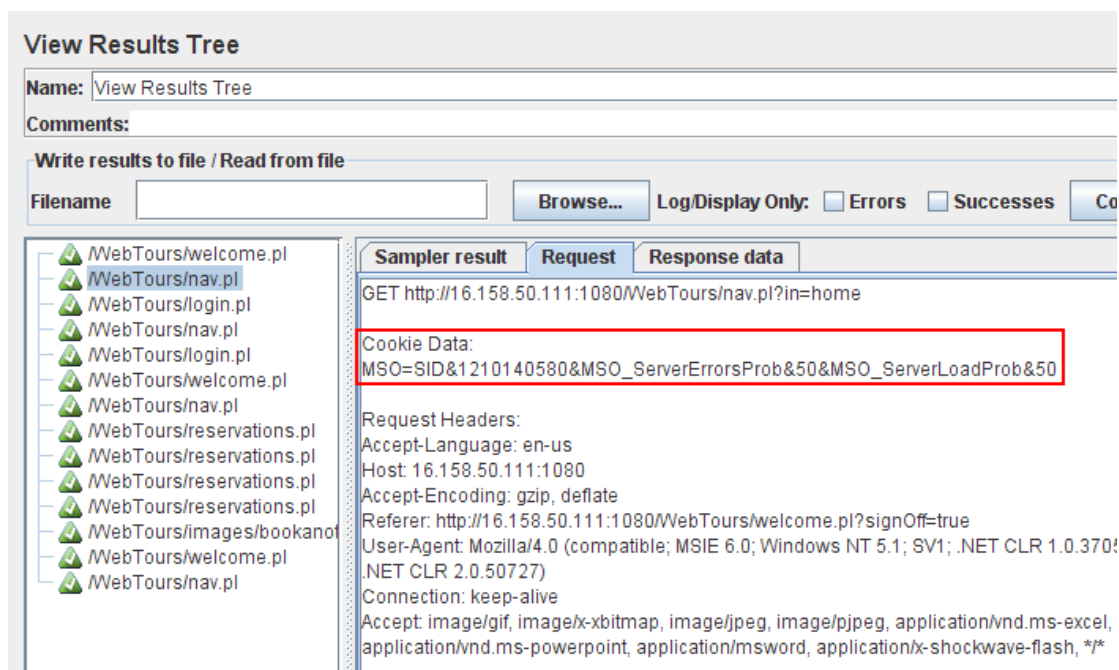 View Results Tree
Name: View Results Tree
Comments:
Write results to file / Read from file
Filename Browse... Log/Display Only: Errors Successes Co
/WebTours/welcome.pl
/WebTours/nav.pl
/WebTours/login.pl
/WebTours/nav.pl
/WebTours/login.pl
/WebTours/welcome.pl
/WebTours/nav.pl
/WebTours/reservations.pl
/WebTours/reservations.pl
/WebTours/reservations.pl
/WebTours/reservations.pl
/WebTours/images/bookanot
/WebTours/welcome.pl
/WebTours/nav.pl
Sampler result Request Response data
GET http://16.158.50.111:1080/WebTours/nav.pl?in=home
Cookie Data:
MSO=SID&1210140580&MSO_ServerErrorsProb&50&MSO_ServerLoadProb&50
Request Headers:
Accept-Language: en-us
Host: 16.158.50.111:1080
Accept-Encoding: gzip, deflate
Referer: http://16.158.50.111:1080/WebTours/welcome.pl?signOff=true
User-Agent: Mozilla/4.0 (compatible; MSIE 6.0; Windows NT 5.1; SV1; .NET CLR 1.0.3705
.NET CLR 2.0.50727)
Connection: keep-alive
Accept: image/gif, image/x-xbitmap, image/jpeg, image/pjpeg, application/vnd.ms-excel,
application/vnd.ms-powerpoint, application/msword, application/x-shockwave-flash, */*